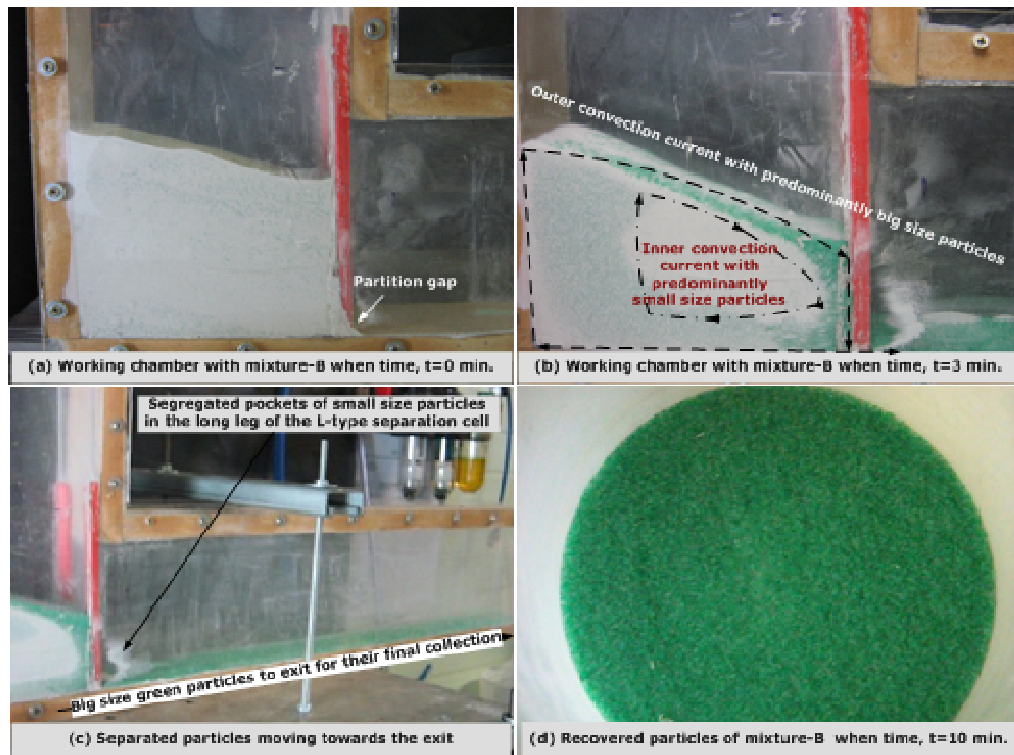 Partition gap
(a) Working chamber with mixture-B when time, t=0 min.
Outer convection current with predominantly big size particles
Inner convection
current with
predominantly
small size particles
(b) Working chamber with mixture-B when time, t=3 min.
Segregated pockets of small size particles
in the long leg of the L-type separation cell
Big size green particles to exit for their final collection
(c) Separated particles moving towards the exit
(d) Recovered particles of mixture-B when time, t=10 min.